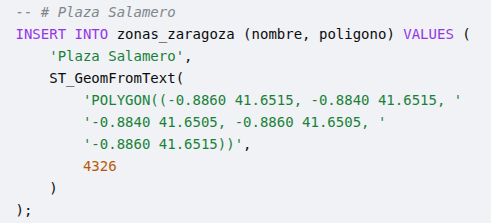 -- # Plaza Salamero
INSERT INTO zonas_zaragoza (nombre, poligono) VALUES (
    'Plaza Salamero',
    ST_GeomFromText(
        'POLYGON((-0.8860 41.6515, -0.8840 41.6515, '
        '-0.8840 41.6505, -0.8860 41.6505, '
        '-0.8860 41.6515))',
        4326
    )
);